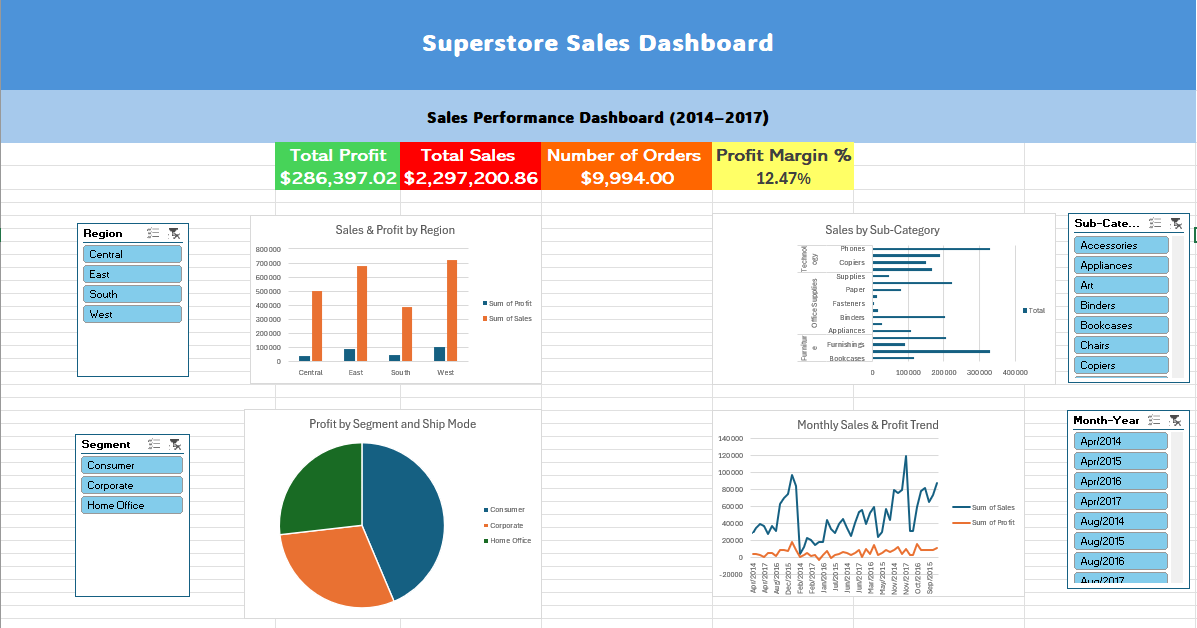 Superstore Sales Dashboard
Sales Performance Dashboard (2014–2017)
Total Profit
Total Sales
Number of Orders
Profit Margin %
$286,397.02
$2,297,200.86
$9,994.00
12.47%
Region
Central
East
South
West
Sales & Profit by Region
800000
700000
600000
500000
400000
300000
200000
100000
0
Central
East
South
West
Sum of Profit
Sum of Sales
Sales by Sub-Category
Technology
Office Supplies
Furniture
Phones
Copiers
Supplies
Paper
Fasteners
Binders
Appliances
Furnishings
Bookcases
0
100000
200000
300000
400000
Total
Sub-Cate...
Accessories
Appliances
Art
Binders
Bookcases
Chairs
Copiers
Segment
Consumer
Corporate
Home Office
Profit by Segment and Ship Mode
Consumer
Corporate
Home Office
Monthly Sales & Profit Trend
140000
120000
100000
80000
60000
40000
20000
0
-20000
Apr/2014
Apr/2017
Aug/2016
Dec/2015
Feb/2014
Feb/2017
Jan/2016
Jul/2015
Jun/2014
Jun/2017
Mar/2016
May/2015
Nov/2014
Nov/2017
Oct/2016
Sep/2015
Sum of Sales
Sum of Profit
Month-Year
Apr/2014
Apr/2015
Apr/2016
Apr/2017
Aug/2014
Aug/2015
Aug/2016
Aug/2017